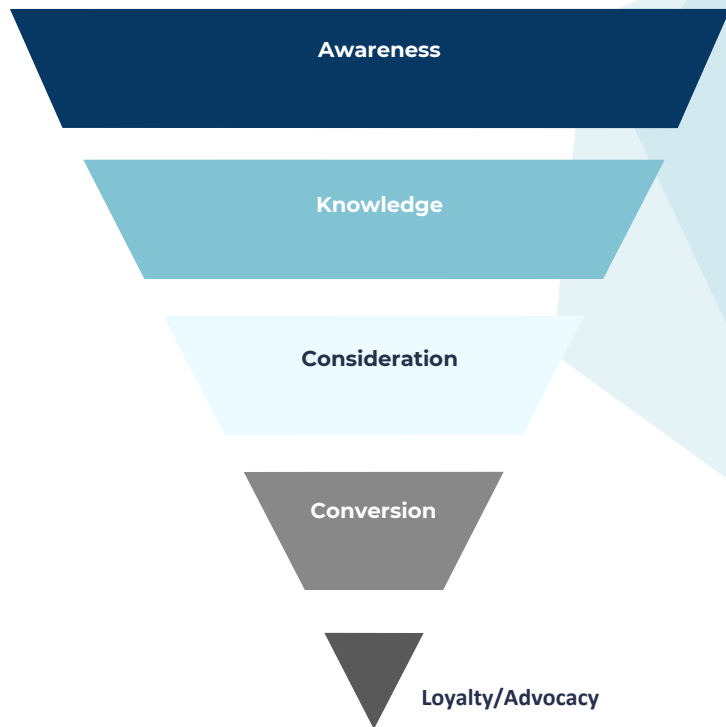 Awareness
Knowledge
Consideration
Conversion
Loyalty/Advocacy